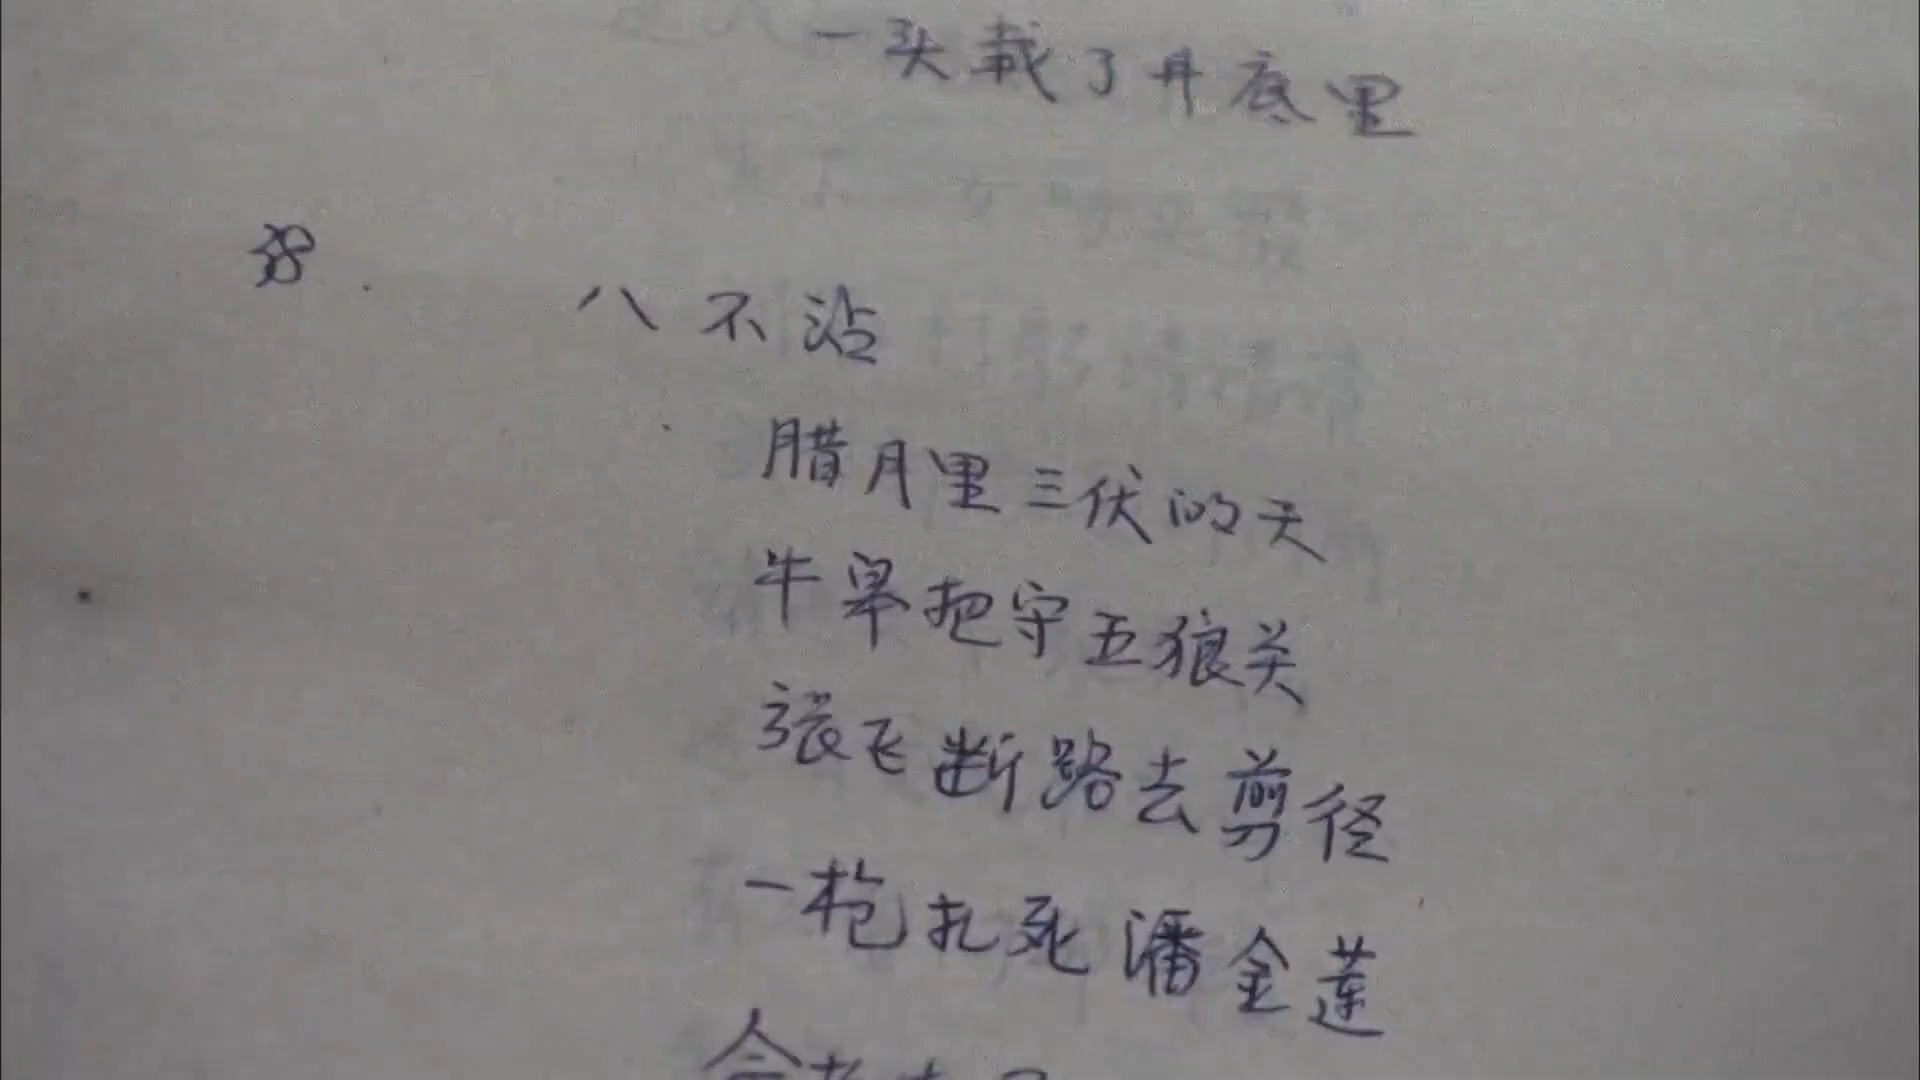 一头栽了井底里
八不沾
腊月里三伏的天
牛皋把守五狼关
张飞断路去剪径
一枪扎死潘金莲